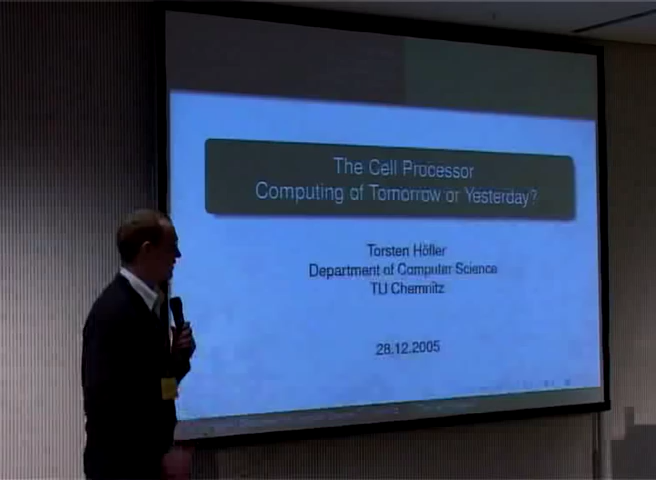 The Cell Processor
Computing of Tomorrow or Yesterday?
Torsten Höfler
Department of Computer Science
TU Chemnitz
28.12.2005